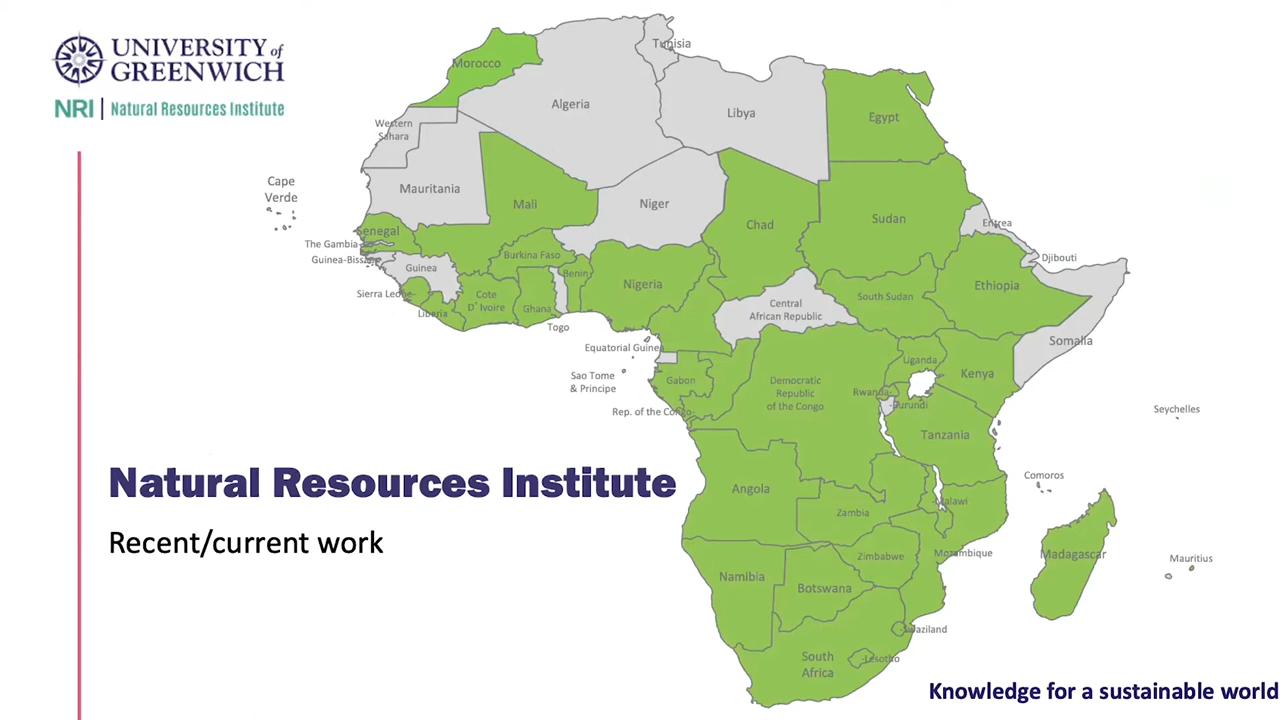 UNIVERSITY of
GREENWICH
NRI | Natural Resources Institute
Tunisia
Morocco
Algeria
Libya
Egypt
Western
Sahara
Cape
Verde
Mauritania
Mali
Niger
Chad
Sudan
Eritrea
Senegal
The Gambia
Guinea-Bissau
Burkina Faso
Djibouti
Guinea
Benin
Nigeria
Ethiopia
Sierra Leone
Cote
D'Ivoire
Ghana
South Sudan
Central
African Republic
Liberia
Togo
Equatorial Guinea
Somalia
Uganda
Kenya
Sao Tome
& Principe
Gabon
Democratic
Republic
of the Congo
Rwanda-
-Burundi
Rep. of the Congo-
Seychelles
Tanzania
Natural Resources Institute
Comoros
Angola
-Malawi
Zambia
Recent/current work
Zimbabwe
Mozambique
Madagascar
Mauritius
Namibia
Botswana
-Swaziland
South
Africa
-Lesotho
Knowledge for a sustainable world